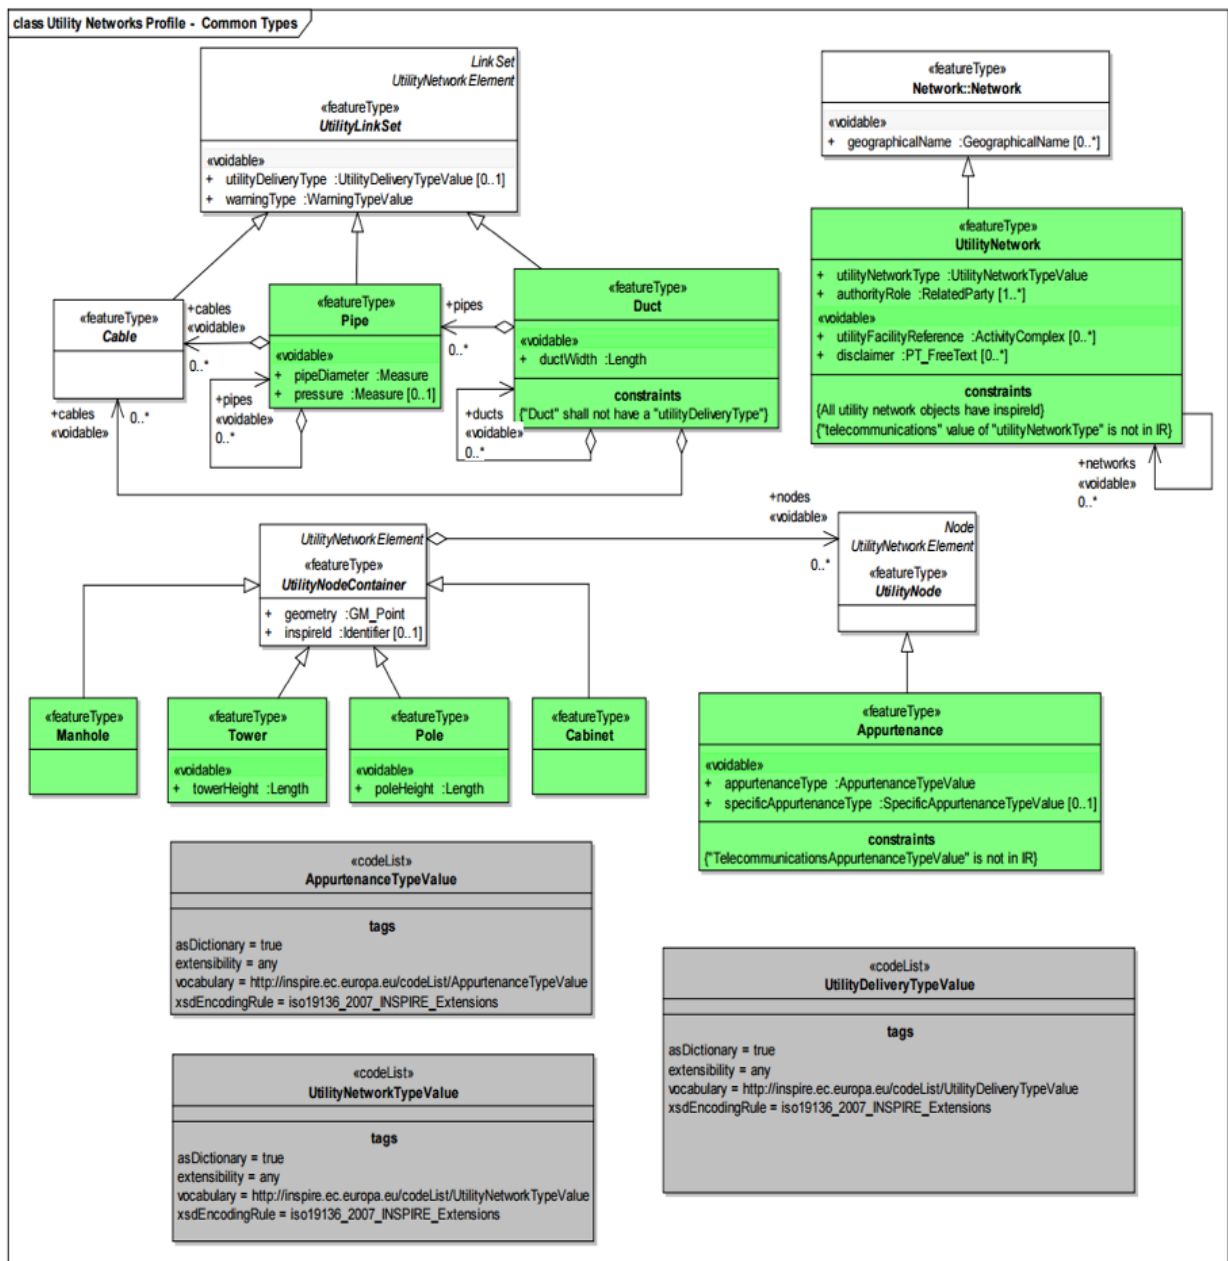 class Utility Networks Profile - Common Types
Link Set
UtilityNetworkElement
«featureType»
UtilityLinkSet
«voidable»
+ utilityDeliveryType :UtilityDeliveryTypeValue [0..1]
+ warningType :WarningTypeValue
«featureType»
Network::Network
«voidable»
+ geographicalName :GeographicalName [0..*]
«featureType»
UtilityNetwork
+ utilityNetworkType :UtilityNetworkTypeValue
+ authorityRole :RelatedParty [1..*]
«voidable»
+ utilityFacilityReference :ActivityComplex [0..*]
+ disclaimer :PT_FreeText [0..*]
constraints
{All utility network objects have inspireId}
{"telecommunications" value of "utilityNetworkType" is not in IR}
+networks
«voidable»
0..*
«featureType»
Cable
+cables
«voidable»
0..*
«featureType»
Pipe
«voidable»
+ pipeDiameter :Measure
+ pressure :Measure [0..1]
+pipes
0..*
«featureType»
Duct
«voidable»
+ ductWidth :Length
constraints
{"Duct" shall not have a "utilityDeliveryType"}
+cables
«voidable»
0..*
+pipes
«voidable»
0..*
+ducts
«voidable»
0..*
UtilityNetworkElement
«featureType»
UtilityNodeContainer
+ geometry :GM_Point
+ inspireId :Identifier [0..1]
+nodes
«voidable»
0..*
Node
UtilityNetworkElement
«featureType»
UtilityNode
«featureType»
Manhole
«featureType»
Tower
«voidable»
+ towerHeight :Length
«featureType»
Pole
«voidable»
+ poleHeight :Length
«featureType»
Cabinet
«featureType»
Appurtenance
«voidable»
+ appurtenanceType :AppurtenanceTypeValue
+ specificAppurtenanceType :SpecificAppurtenanceTypeValue [0..1]
constraints
{"TelecommunicationsAppurtenanceTypeValue" is not in IR}
«codeList»
AppurtenanceTypeValue
tags
asDictionary = true
extensibility = any
vocabulary = http://inspire.ec.europa.eu/codeList/AppurtenanceTypeValue
xsdEncodingRule = iso19136_2007_INSPIRE_Extensions
«codeList»
UtilityDeliveryTypeValue
tags
asDictionary = true
extensibility = any
vocabulary = http://inspire.ec.europa.eu/codeList/UtilityDeliveryTypeValue
xsdEncodingRule = iso19136_2007_INSPIRE_Extensions
«codeList»
UtilityNetworkTypeValue
tags
asDictionary = true
extensibility = any
vocabulary = http://inspire.ec.europa.eu/codeList/UtilityNetworkTypeValue
xsdEncodingRule = iso19136_2007_INSPIRE_Extensions